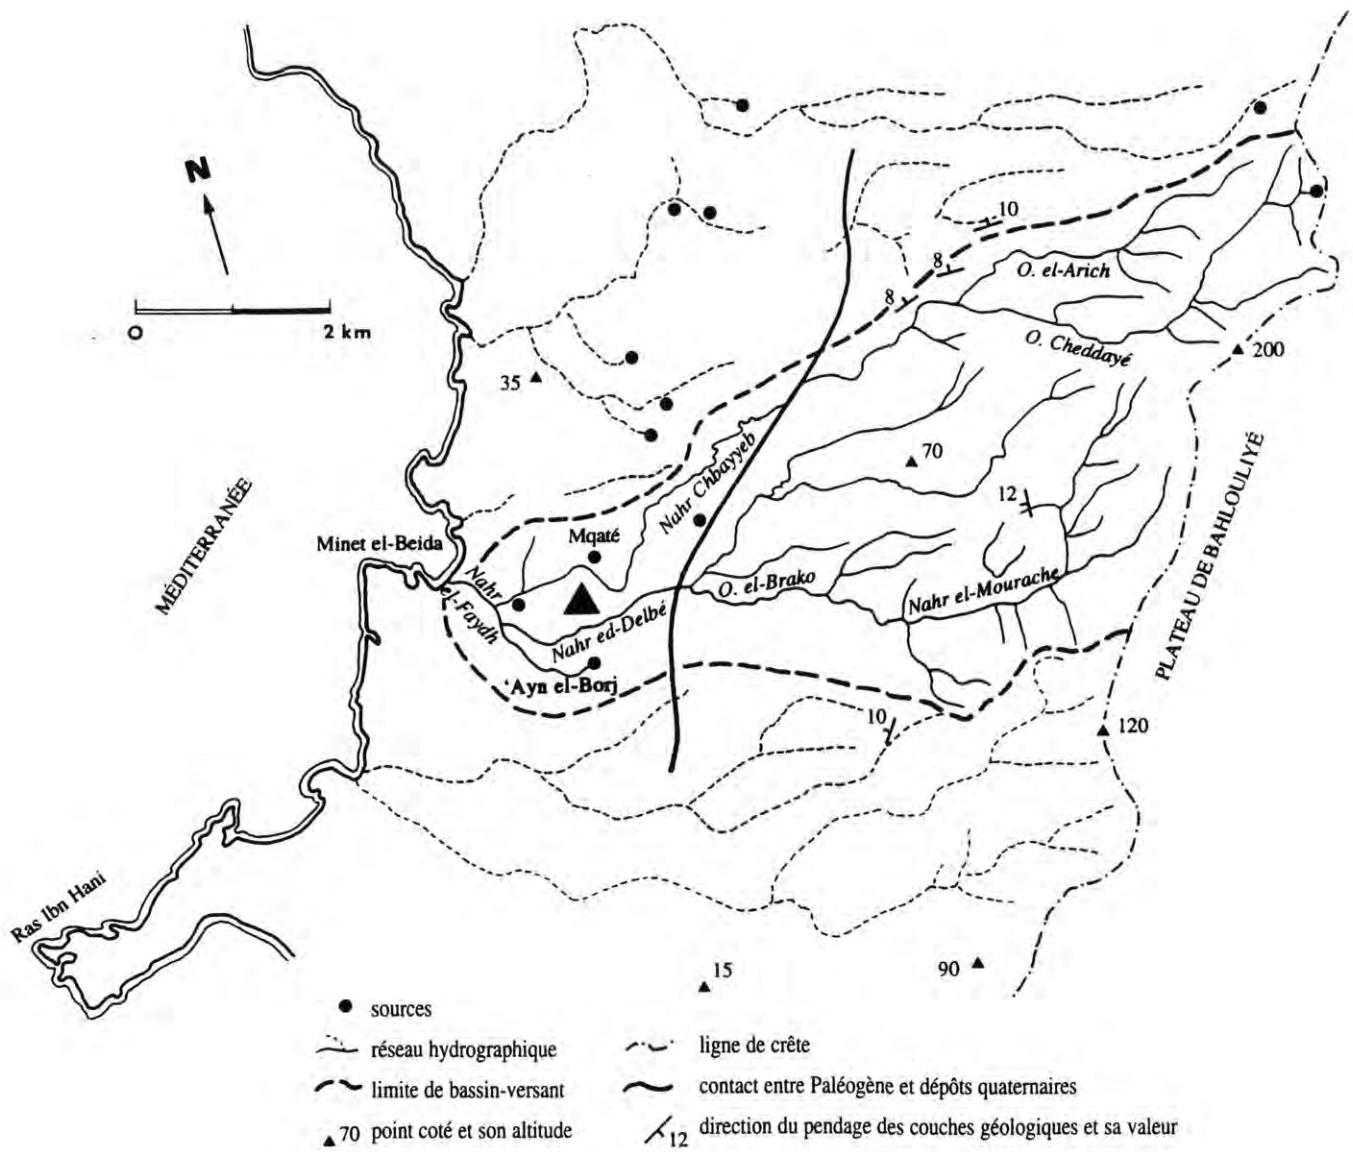 N
0
2 km
10
8
8
O. el-Arich
O. Cheddayé
200
35
70
12
Nahr Chbayyeb
MÉDITERRANÉE
PLATEAU DE BAHLOULIYÉ
Minet el-Beida
Mqaté
Nahr
el-Faydh
O. el-Brako
Nahr el-Mourache
Nahr ed-Delbé
'Ayn el-Borj
10
120
Ras Ibn Hani
15
90
sources
réseau hydrographique
limite de bassin-versant
70 point coté et son altitude
ligne de crête
contact entre Paléogène et dépôts quaternaires
12 direction du pendage des couches géologiques et sa valeur